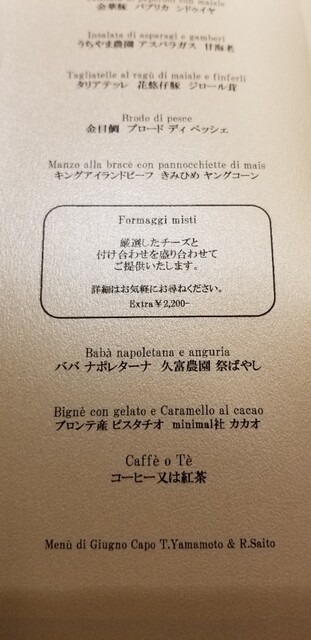 peperoni con maiale
金華豚 パプリカ ンドゥイヤ
Insalata di asparagi e gamberi
うちやま農園 アスパラガス 甘海老
Tagliatelle al ragù di maiale e finferli
タリアテッレ 花悠仔豚 ジロール茸
Brodo di pesce
金目鯛 ブロード ディ ペッシェ
Manzo alla brace con pannocchiette di mais
キングアイランドビーフ きみひめ ヤングコーン
Formaggi misti
厳選したチーズと
付け合わせを盛り合わせて
ご提供いたします。
詳細はお気軽にお尋ねください。
Extra￥2,200-
Babà napoletana e anguria
ババ ナポレターナ 久富農園 祭ばやし
Bignè con gelato e Caramello al cacao
ブロンテ産 ピスタチオ minimal社 カカオ
Caffè o Tè
コーヒー又は紅茶
Menù di Giugno Capo T.Yamamoto & R.Saito